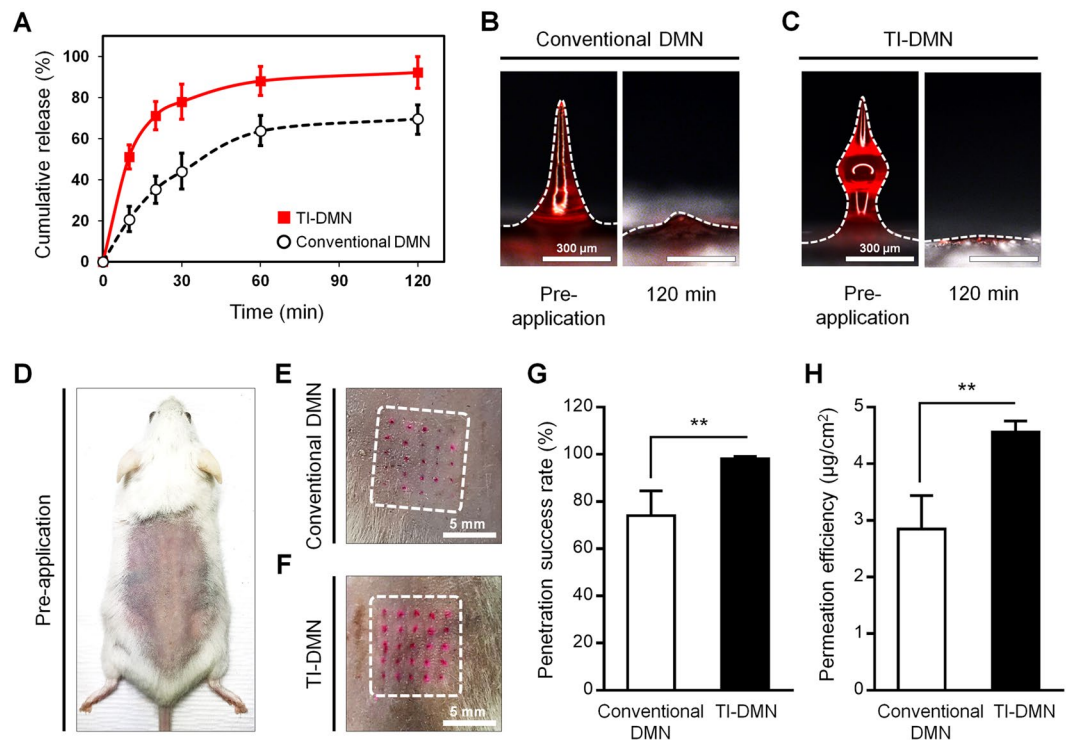 A
Cumulative release (%)
100
80
60
40
20
0
0
30
60
90
120
Time (min)
TI-DMN
Conventional DMN
B
Conventional DMN
300 µm
Pre-
application
120 min
C
TI-DMN
300 µm
Pre-
application
120 min
D
Pre-application
E
Conventional DMN
5 mm
F
TI-DMN
5 mm
G
Penetration success rate (%)
120
100
80
60
40
20
0
**
Conventional
DMN
TI-DMN
H
Permeation efficiency (µg/cm²)
5
4
3
2
1
0
**
Conventional
DMN
TI-DMN